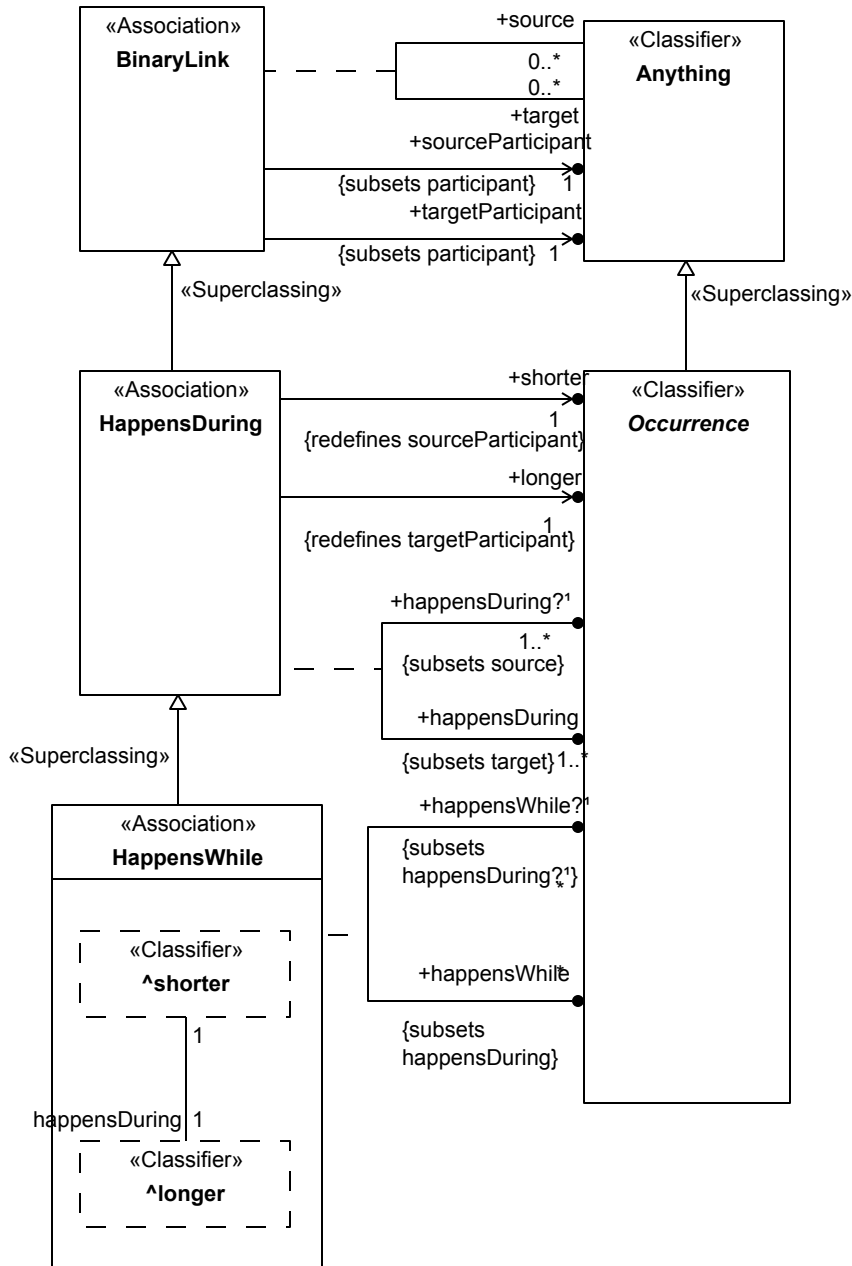 «Association»
BinaryLink
+source
«Classifier»
Anything
0..*
0..*
+target
+sourceParticipant
{subsets participant} 1
+targetParticipant
{subsets participant} 1
«Superclassing»
«Superclassing»
«Association»
HappensDuring
+shorter
«Classifier»
Occurrence
1
{redefines sourceParticipant}
+longer
1
{redefines targetParticipant}
+happensDuring?¹
1..*
{subsets source}
+happensDuring
{subsets target} 1..*
«Superclassing»
«Association»
HappensWhile
+happensWhile?¹
{subsets
happensDuring?¹}
*
«Classifier»
^shorter
+happensWhile
*
1
{subsets
happensDuring}
happensDuring 1
«Classifier»
^longer